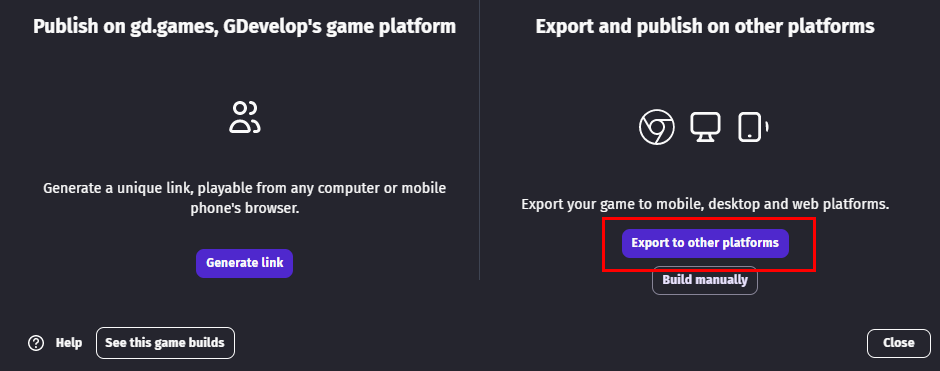 Publish on gd.games, GDevelop's game platform
Generate a unique link, playable from any computer or mobile
phone's browser.
Generate link
Export and publish on other platforms
Export your game to mobile, desktop and web platforms.
Export to other platforms
Build manually
Help
See this game builds
Close